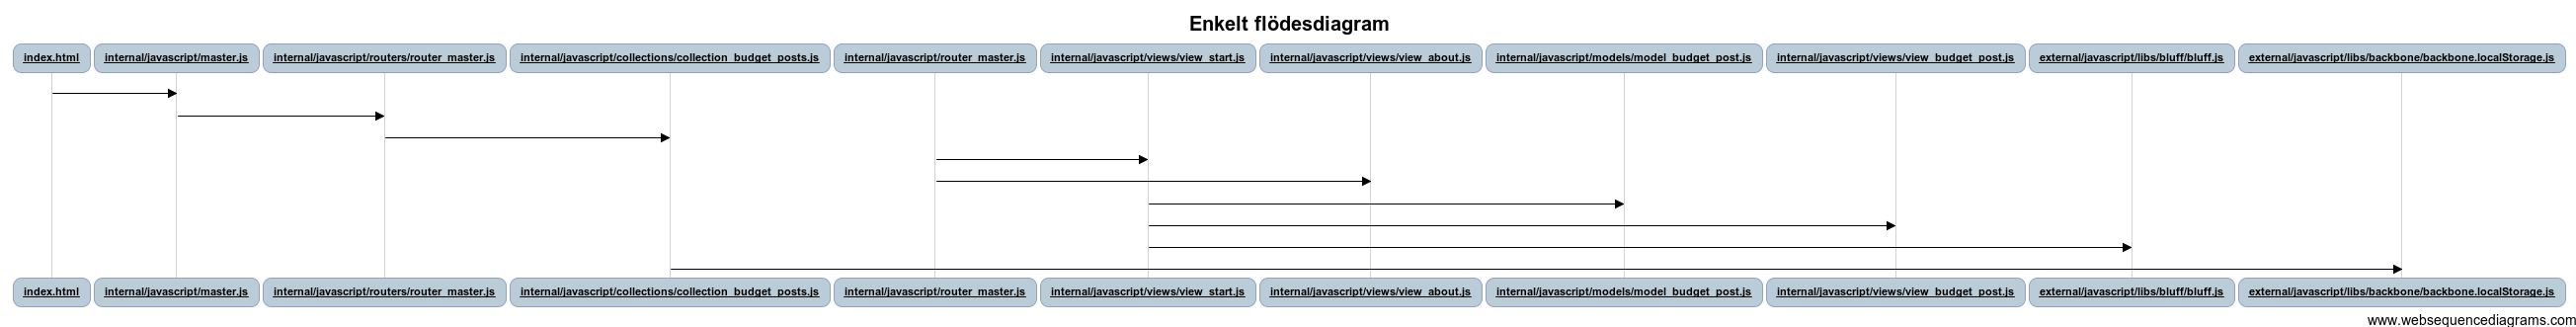 Enkelt flödesdiagram
index.html internal/javascript/master.js internal/javascript/routers/router_master.js internal/javascript/collections/collection_budget_posts.js internal/javascript/router_master.js internal/javascript/views/view_start.js internal/javascript/views/view_about.js internal/javascript/models/model_budget_post.js internal/javascript/views/view_budget_post.js external/javascript/libs/bluff/bluff.js external/javascript/libs/backbone/backbone.localStorage.js
index.html internal/javascript/master.js internal/javascript/routers/router_master.js internal/javascript/collections/collection_budget_posts.js internal/javascript/router_master.js internal/javascript/views/view_start.js internal/javascript/views/view_about.js internal/javascript/models/model_budget_post.js internal/javascript/views/view_budget_post.js external/javascript/libs/bluff/bluff.js external/javascript/libs/backbone/backbone.localStorage.js
www.websequencediagrams.com